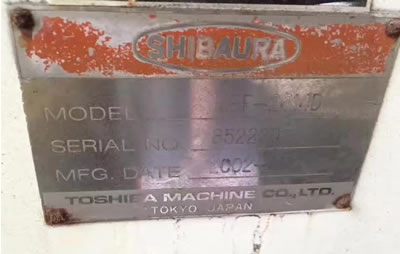 SHIBAURA
MODEL
SERIAL NO.
MFG. DATE
TOSHIBA MACHINE CO., LTD.
TOKYO JAPAN